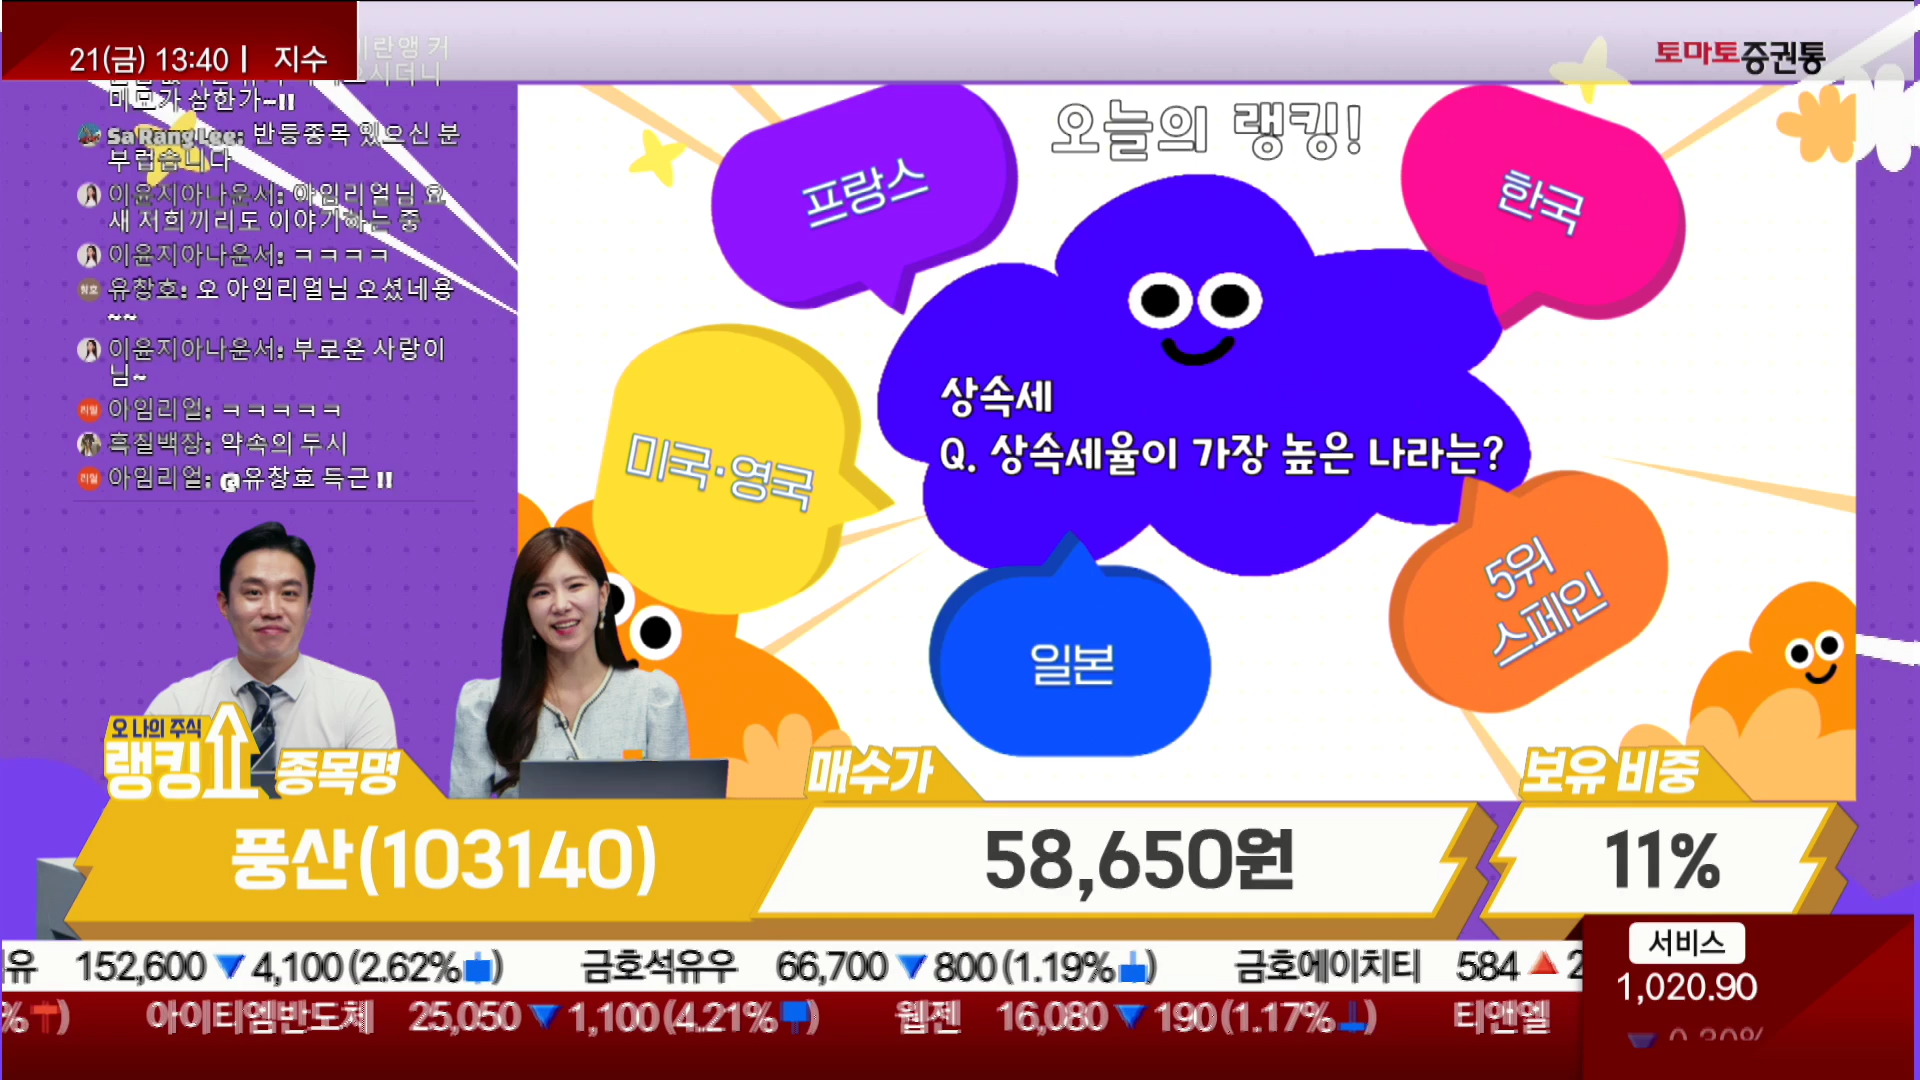 21(금) 13:40 | 지수
토마토증권통
미모가 상한가~!!
Sa Rang Lee: 반등종목 있으신 분
부럽습니다
이윤지아나운서: 아임리얼님 요
새 저희끼리도 이야기하는 중
이윤지아나운서: ㅋㅋㅋㅋ
유창호: 오 아임리얼님 오셨네용
~~
이윤지아나운서: 부로운 사랑이
님~
아임리얼: ㅋㅋㅋㅋㅋ
흑질백장: 약속의 두시
아임리얼: @유창호 득근!!
오늘의 랭킹!
프랑스
한국
상속세
Q. 상속세율이 가장 높은 나라는?
미국·영국
5위
스페인
일본
오 나의 주식
랭킹쇼
종목명
매수가
보유 비중
풍산(103140)
58,650원
11%
유 152,600 ▼ 4,100 (2.62%) 금호석유우 66,700 ▼ 800 (1.19%) 금호에이치티 584 ▲ 2
%) 아이티엠반도체 25,050 ▼ 1,100 (4.21%) 웹젠 16,080 ▼ 190 (1.17%) 티앤엘
서비스
1,020.90
▼ 0.30%